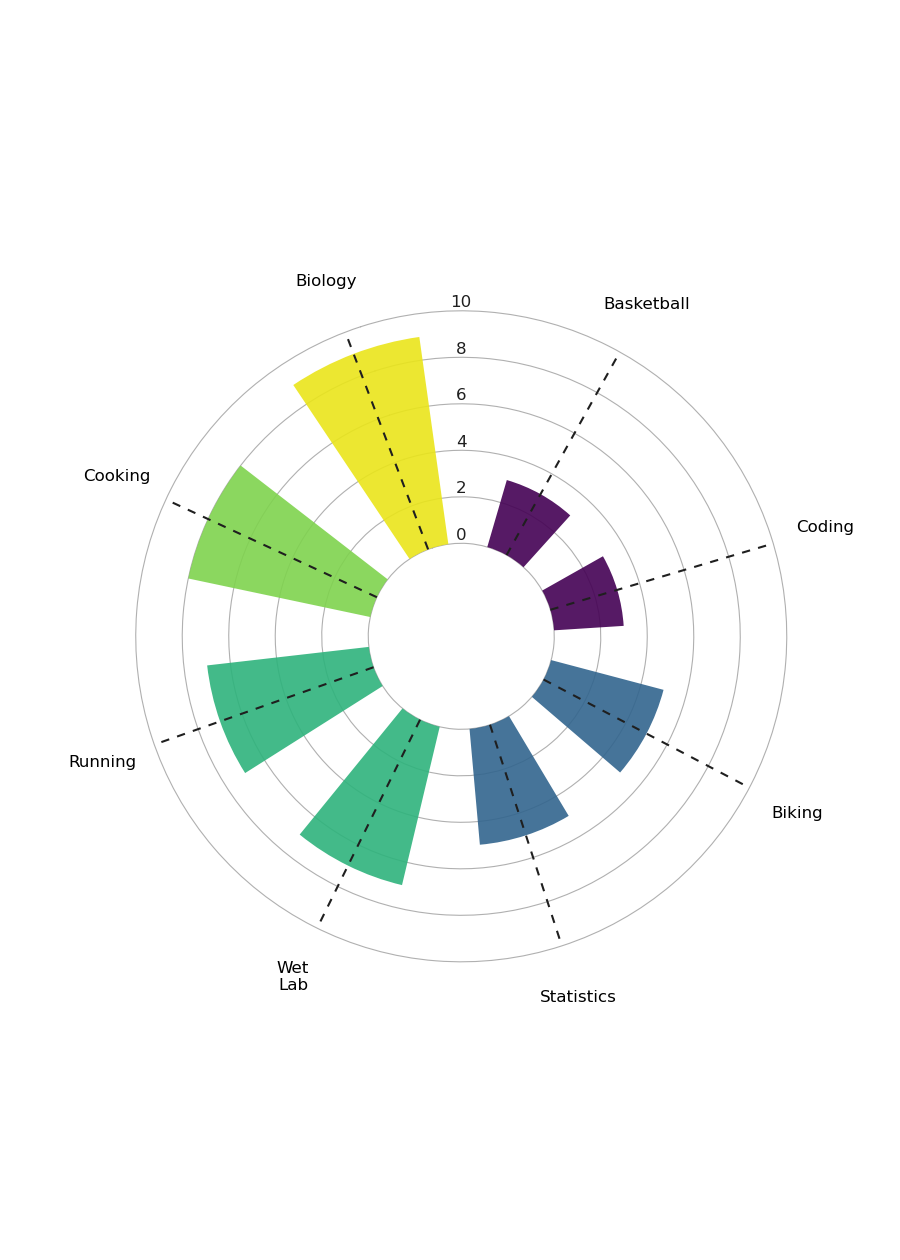 Biology
10
Basketball
8
6
4
Cooking
2
Coding
0
Running
Biking
Wet
Lab
Statistics